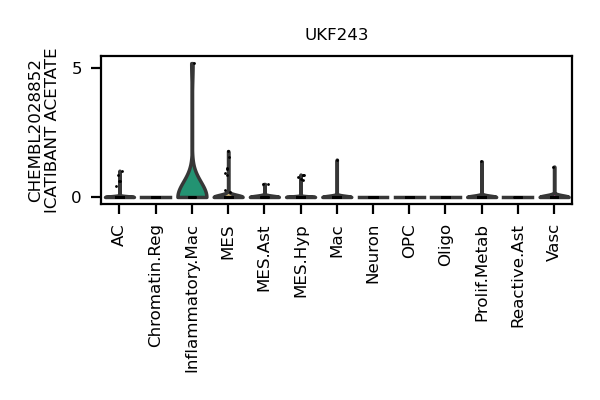 UKF243
CHEMBL2028852
ICATIBANT ACETATE
5
0
AC
Chromatin.Reg
Inflammatory.Mac
MES
MES.Ast
MES.Hyp
Mac
Neuron
OPC
Oligo
Prolif.Metab
Reactive.Ast
Vasc